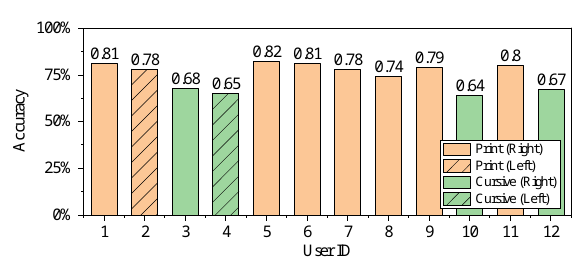 100%
75%
50%
25%
0%
Accuracy
0.81
0.78
0.68
0.65
0.82
0.81
0.78
0.74
0.79
0.64
0.8
0.67
Print (Right)
Print (Left)
Cursive (Right)
Cursive (Left)
1 2 3 4 5 6 7 8 9 10 11 12
User ID